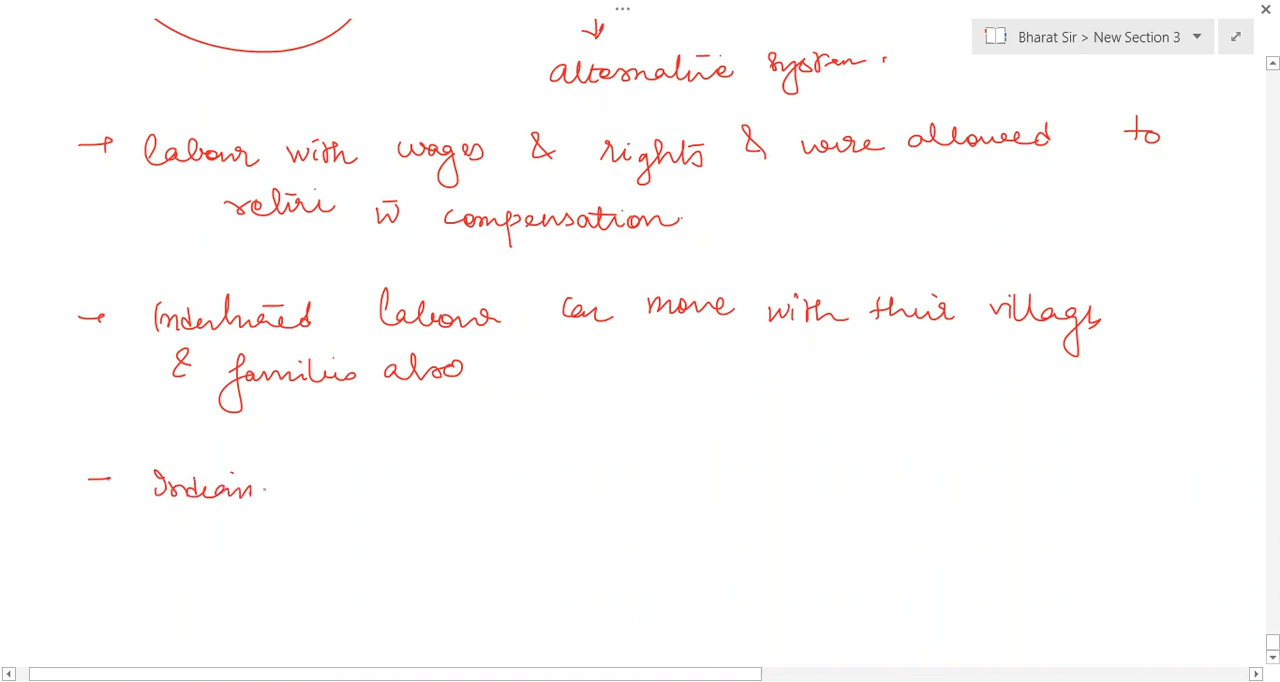 Bharat Sir > New Section 3
alternative system.
→ labour with wages & rights & were allowed to
retire w compensation.
→ Indentured labour can move with their villags
& families also
- Indian